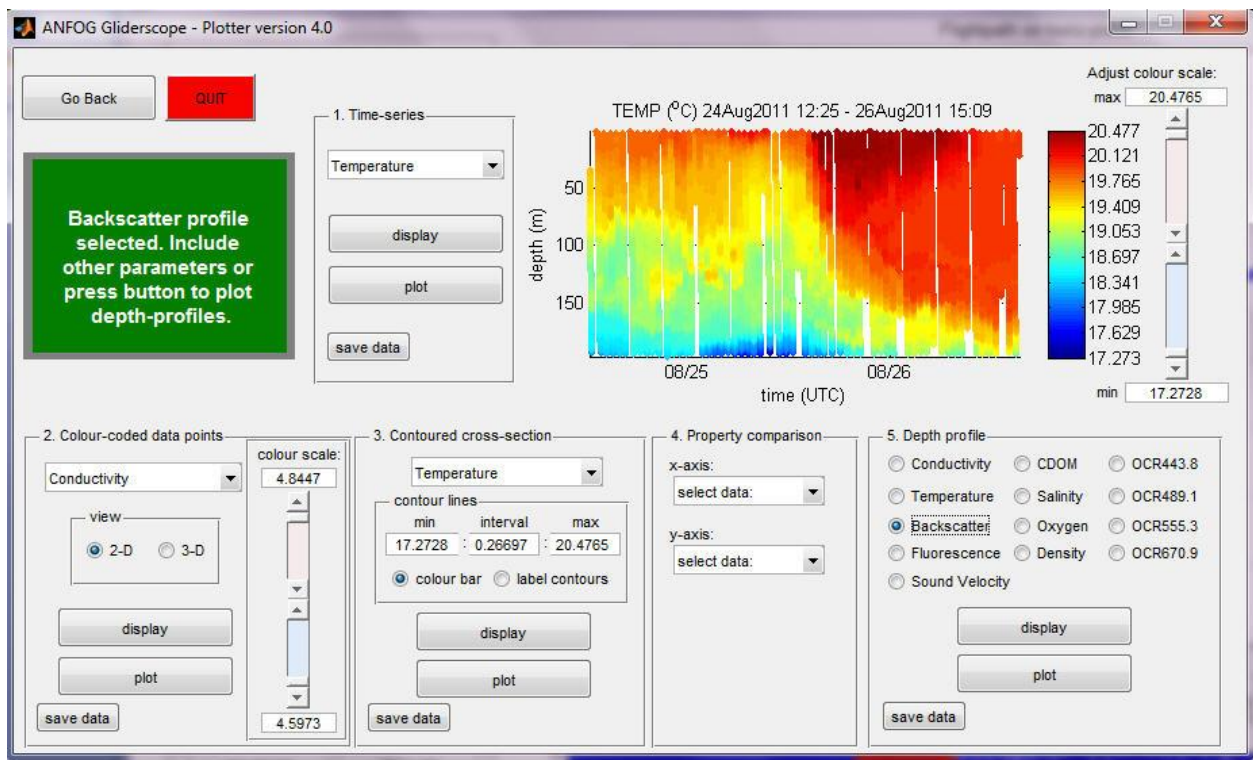 ANFOG Gliderscope - Plotter version 4.0
Go Back
QUIT
Backscatter profile
selected. Include
other parameters or
press button to plot
depth-profiles.
1. Time-series
Temperature
display
plot
save data
TEMP (⁰C) 24Aug2011 12:25 - 26Aug2011 15:09
depth (m)
50
100
150
08/25
08/26
time (UTC)
20.477
20.121
19.765
19.409
19.053
18.697
18.341
17.985
17.629
17.273
Adjust colour scale:
max 20.4765
min 17.2728
2. Colour-coded data points
Conductivity
view
2-D 3-D
display
plot
save data
colour scale:
4.8447
4.5973
3. Contoured cross-section
Temperature
contour lines
min interval max
17.2728 : 0.26697 : 20.4765
colour bar label contours
display
plot
save data
4. Property comparison
x-axis:
select data:
y-axis:
select data:
5. Depth profile
Conductivity CDOM OCR443.8
Temperature Salinity OCR489.1
Backscatter Oxygen OCR555.3
Fluorescence Density OCR670.9
Sound Velocity
display
plot
save data